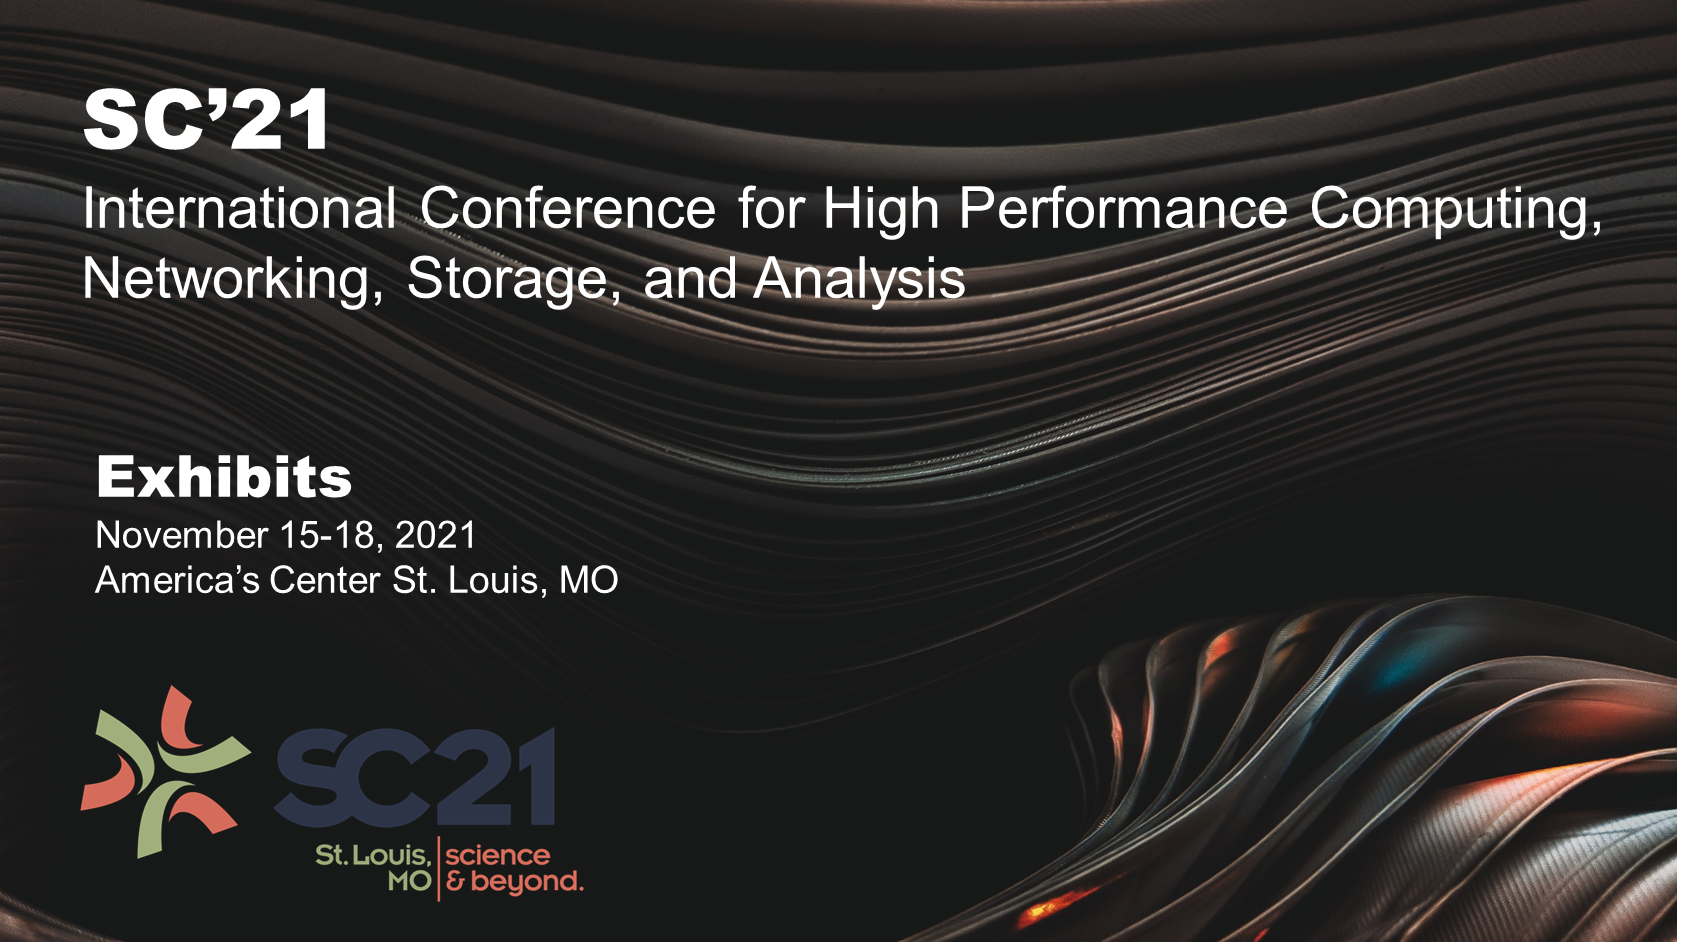 SC’21
International Conference for High Performance Computing,
Networking, Storage, and Analysis
Exhibits
November 15-18, 2021
America’s Center St. Louis, MO
SC21
St. Louis, science
MO & beyond.